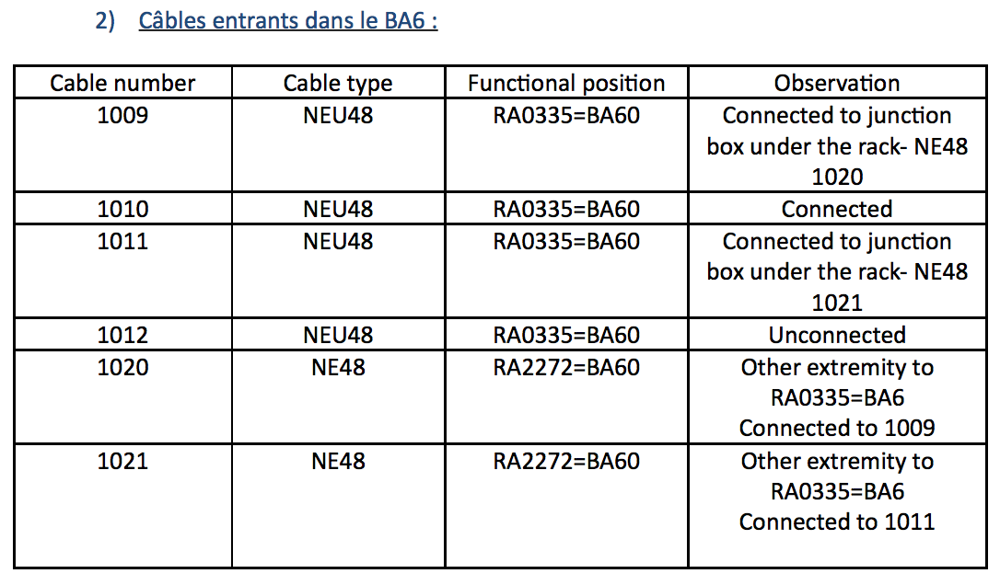 2) Câbles entrants dans le BA6 :
Cable number Cable type Functional position Observation
1009 NEU48 RA0335=BA60 Connected to junction
box under the rack- NE48
1020
1010 NEU48 RA0335=BA60 Connected
1011 NEU48 RA0335=BA60 Connected to junction
box under the rack- NE48
1021
1012 NEU48 RA0335=BA60 Unconnected
1020 NE48 RA2272=BA60 Other extremity to
RA0335=BA6
Connected to 1009
1021 NE48 RA2272=BA60 Other extremity to
RA0335=BA6
Connected to 1011